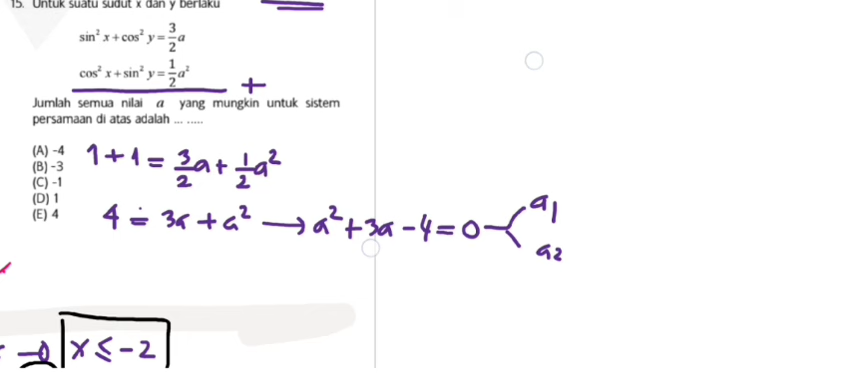 15. Untuk suatu sudut x dan y berlaku
sin² x + cos² y = 3/2 a
cos² x + sin² y = 1/2 a²
+
Jumlah semua nilai a yang mungkin untuk sistem
persamaan di atas adalah ... .....
(A) -4
(B) -3
(C) -1
(D) 1
(E) 4
1 + 1 = 3/2 a + 1/2 a²
4 = 3a + a² → a² + 3a - 4 = 0
a1
a2
x ≤ -2